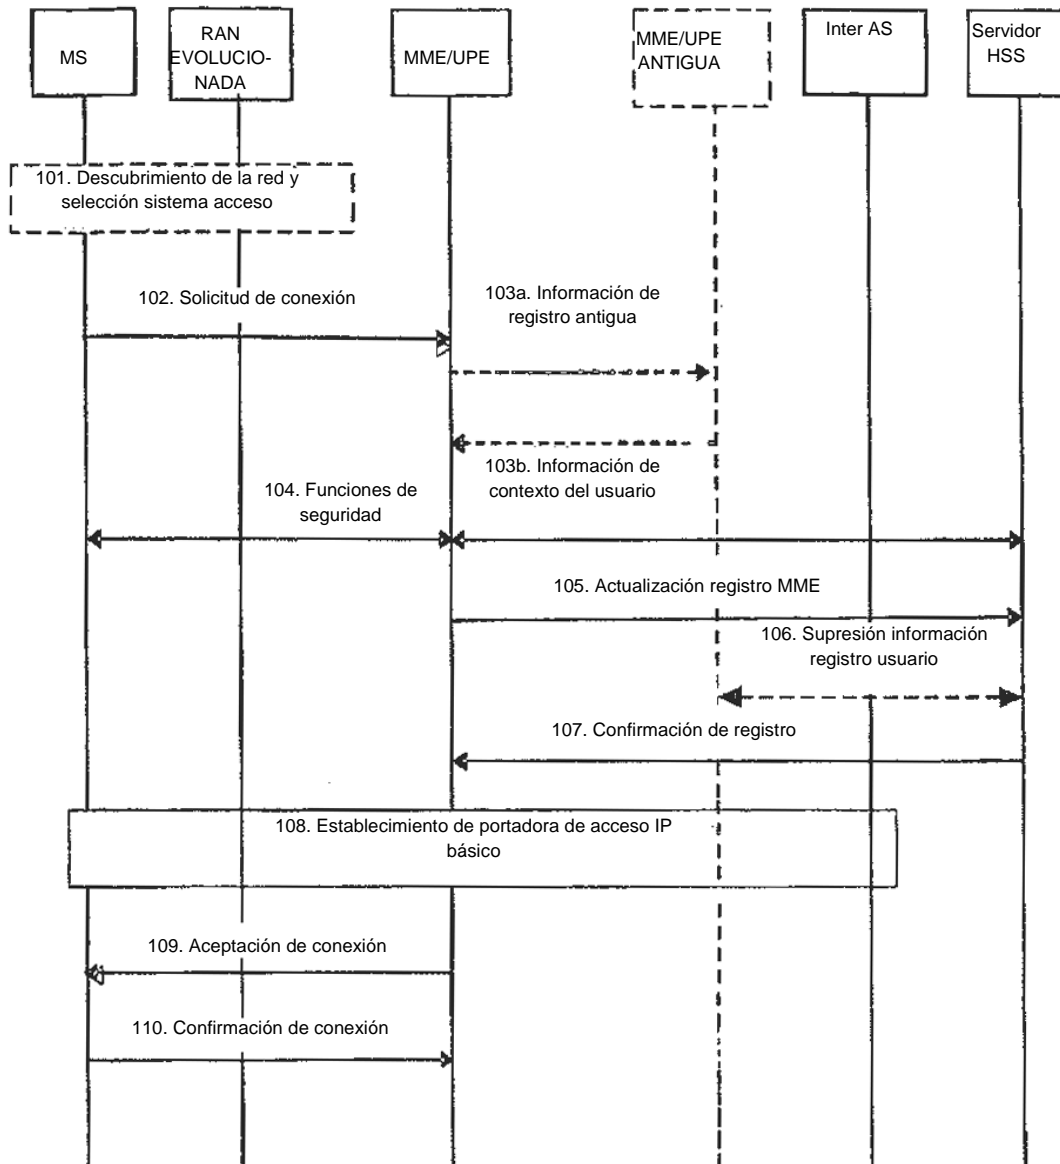 MS
RAN
EVOLUCIO-
NADA
MME/UPE
MME/UPE
ANTIGUA
Inter AS
Servidor
HSS
101. Descubrimiento de la red y
selección sistema acceso
102. Solicitud de conexión
103a. Información de
registro antigua
103b. Información de
contexto del usuario
104. Funciones de
seguridad
105. Actualización registro MME
106. Supresión información
registro usuario
107. Confirmación de registro
108. Establecimiento de portadora de acceso IP
básico
109. Aceptación de conexión
110. Confirmación de conexión